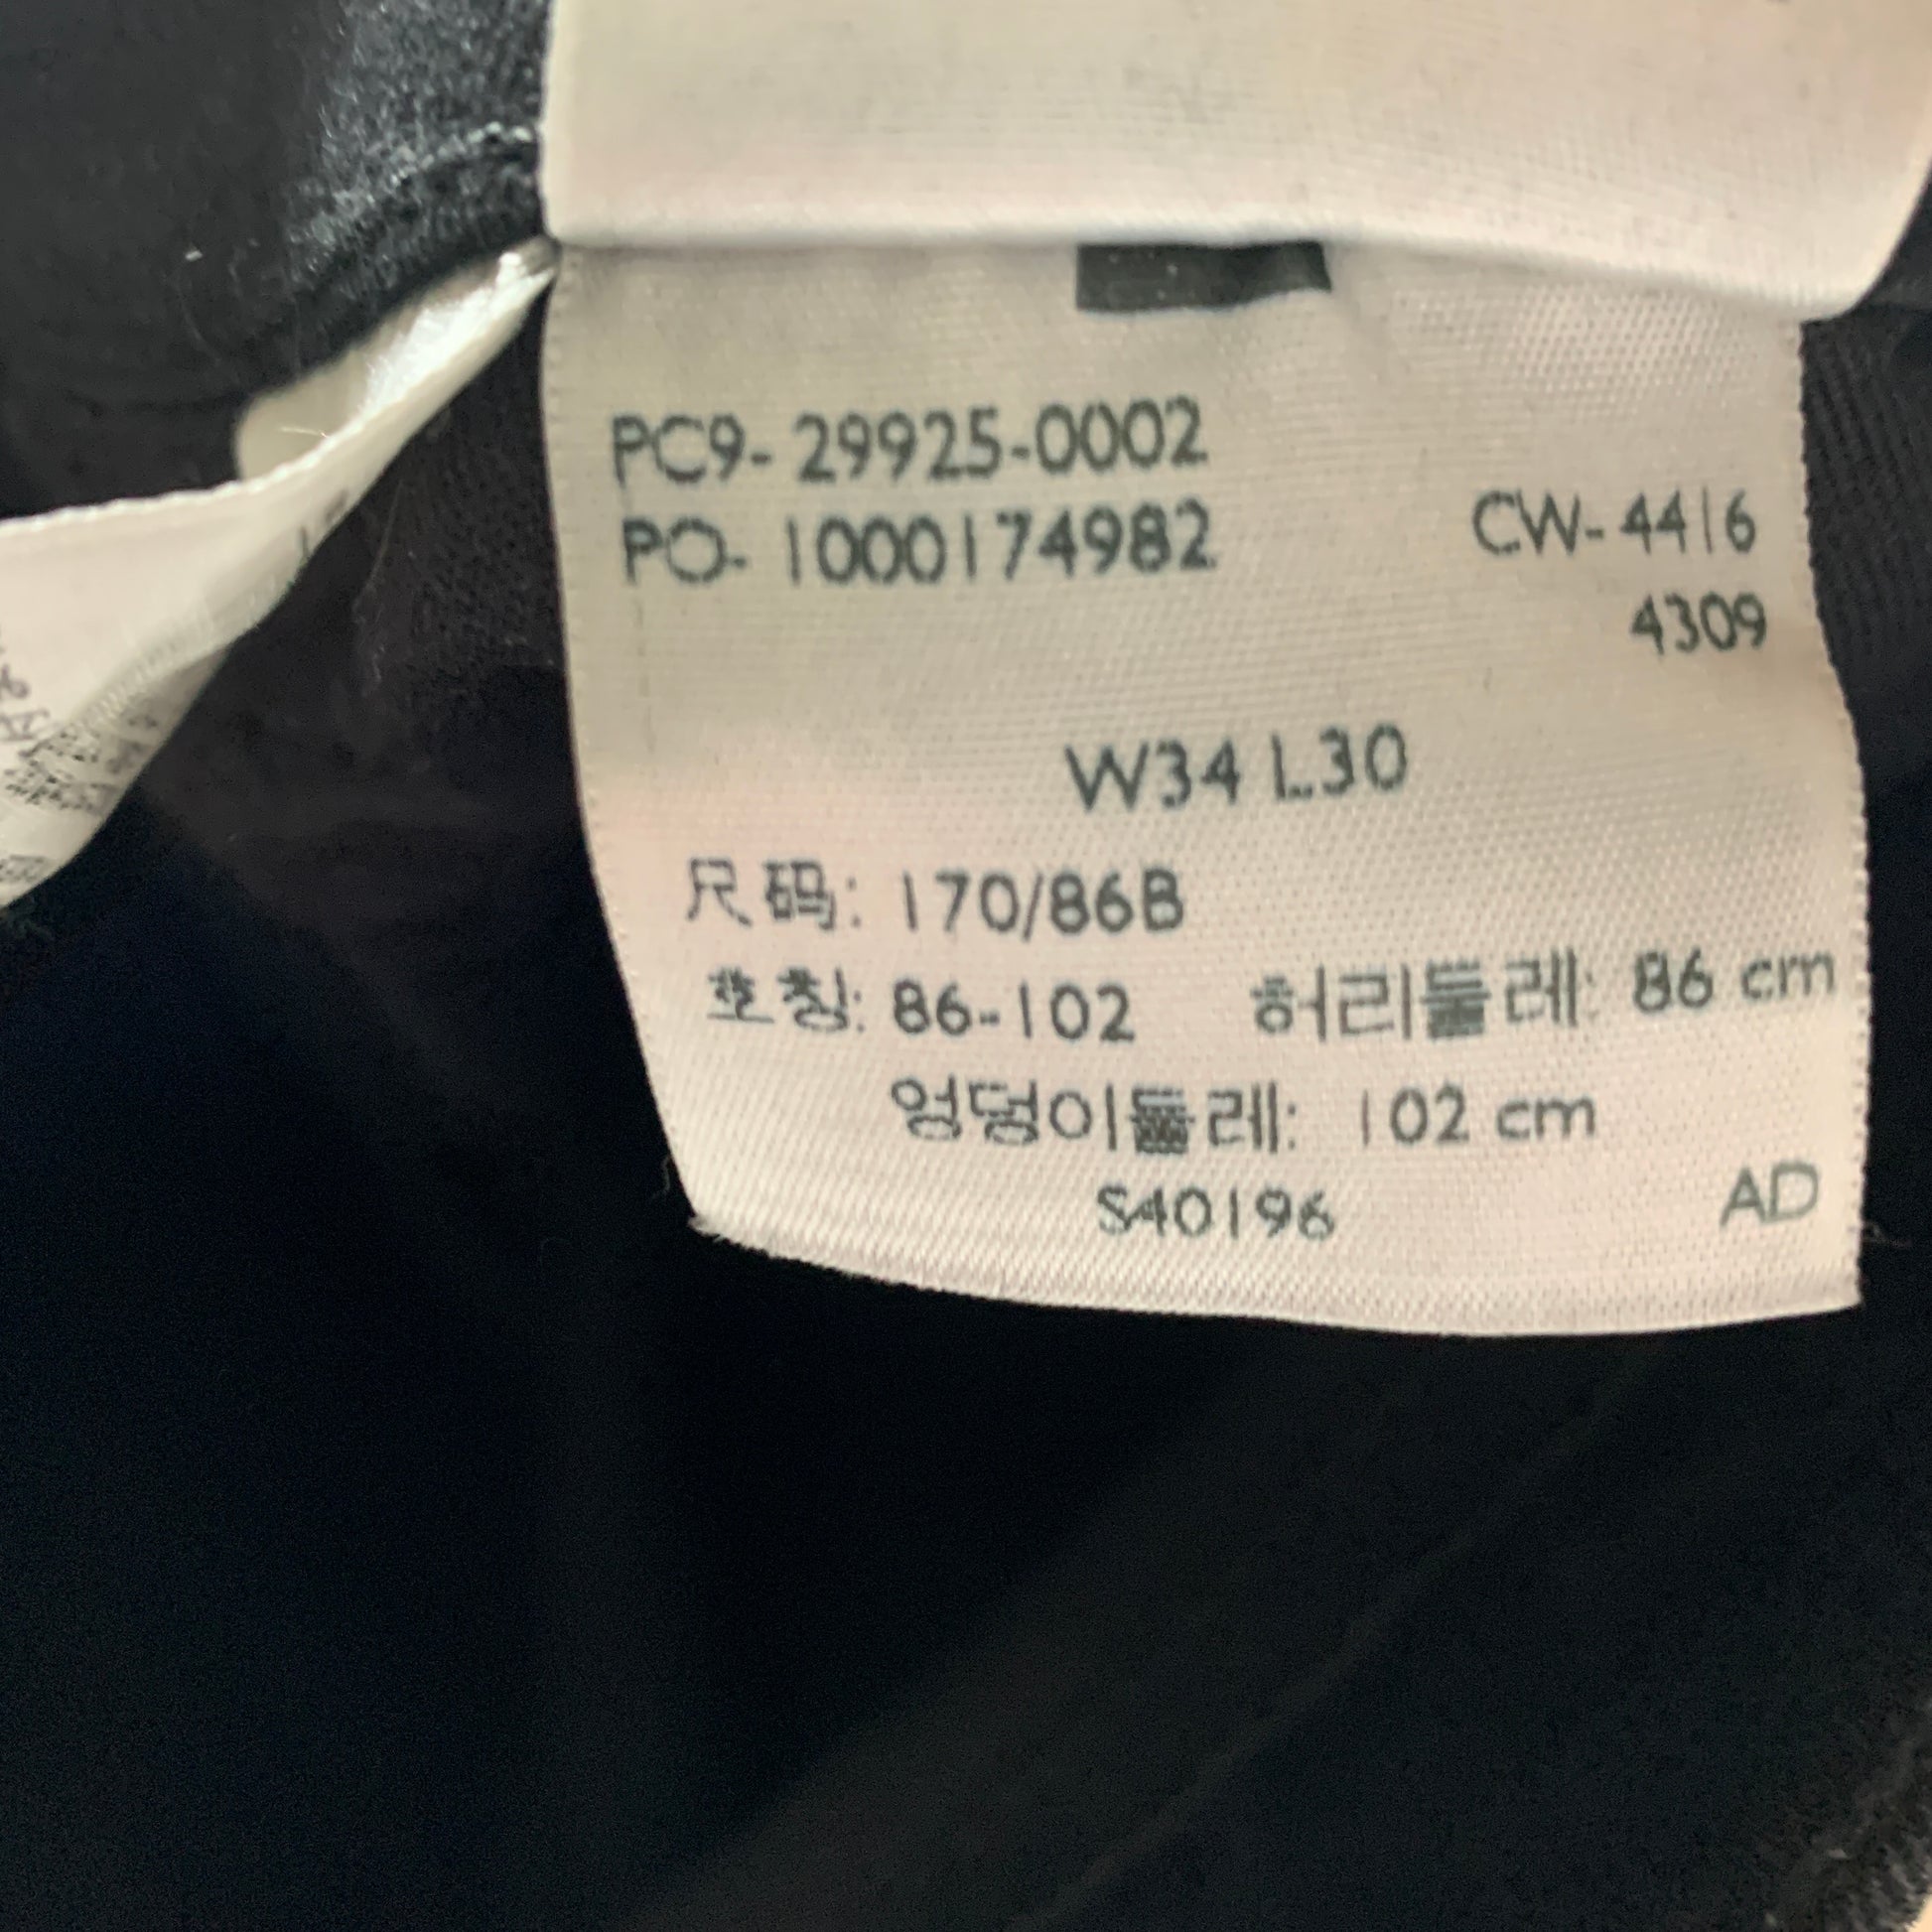 PC9- 29925-0002
PO- 1000174982
CW- 4416
4309
W34 L30
尺码: 170/86B
호칭: 86-102 허리둘레: 86 cm
엉덩이둘레: 102 cm
S40196
AD